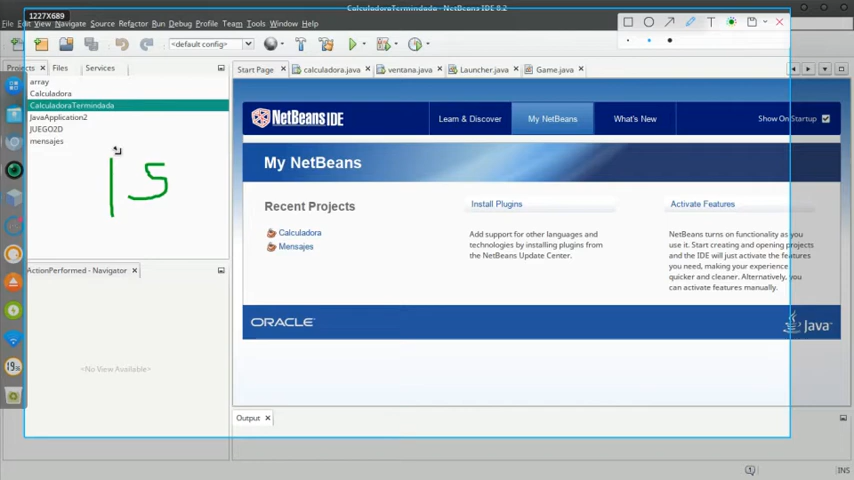 CalculadoraTermindada - NetBeans IDE 8.2
1227X689
File Edit View Navigate Source Refactor Run Debug Profile Team Tools Window Help
T
<default config>
Projects × Files Services
Start Page × calculadora.java × ventana.java × Launcher.java × Game.java ×
array
Calculadora
CalculadoraTermindada
JavaApplication2
JUEGO2D
mensajes
15
NetBeans IDE
Learn & Discover
My NetBeans
What's New
Show On Startup
My NetBeans
Recent Projects
Calculadora
Mensajes
Install Plugins
Add support for other languages and
technologies by installing plugins from
the NetBeans Update Center.
Activate Features
NetBeans turns on functionality as you
use it. Start creating and opening projects
and the IDE will just activate the features
you need, making your experience
quicker and cleaner. Alternatively, you
can activate features manually.
ActionPerformed - Navigator ×
<No View Available>
ORACLE
Java
19
Output ×
1
INS